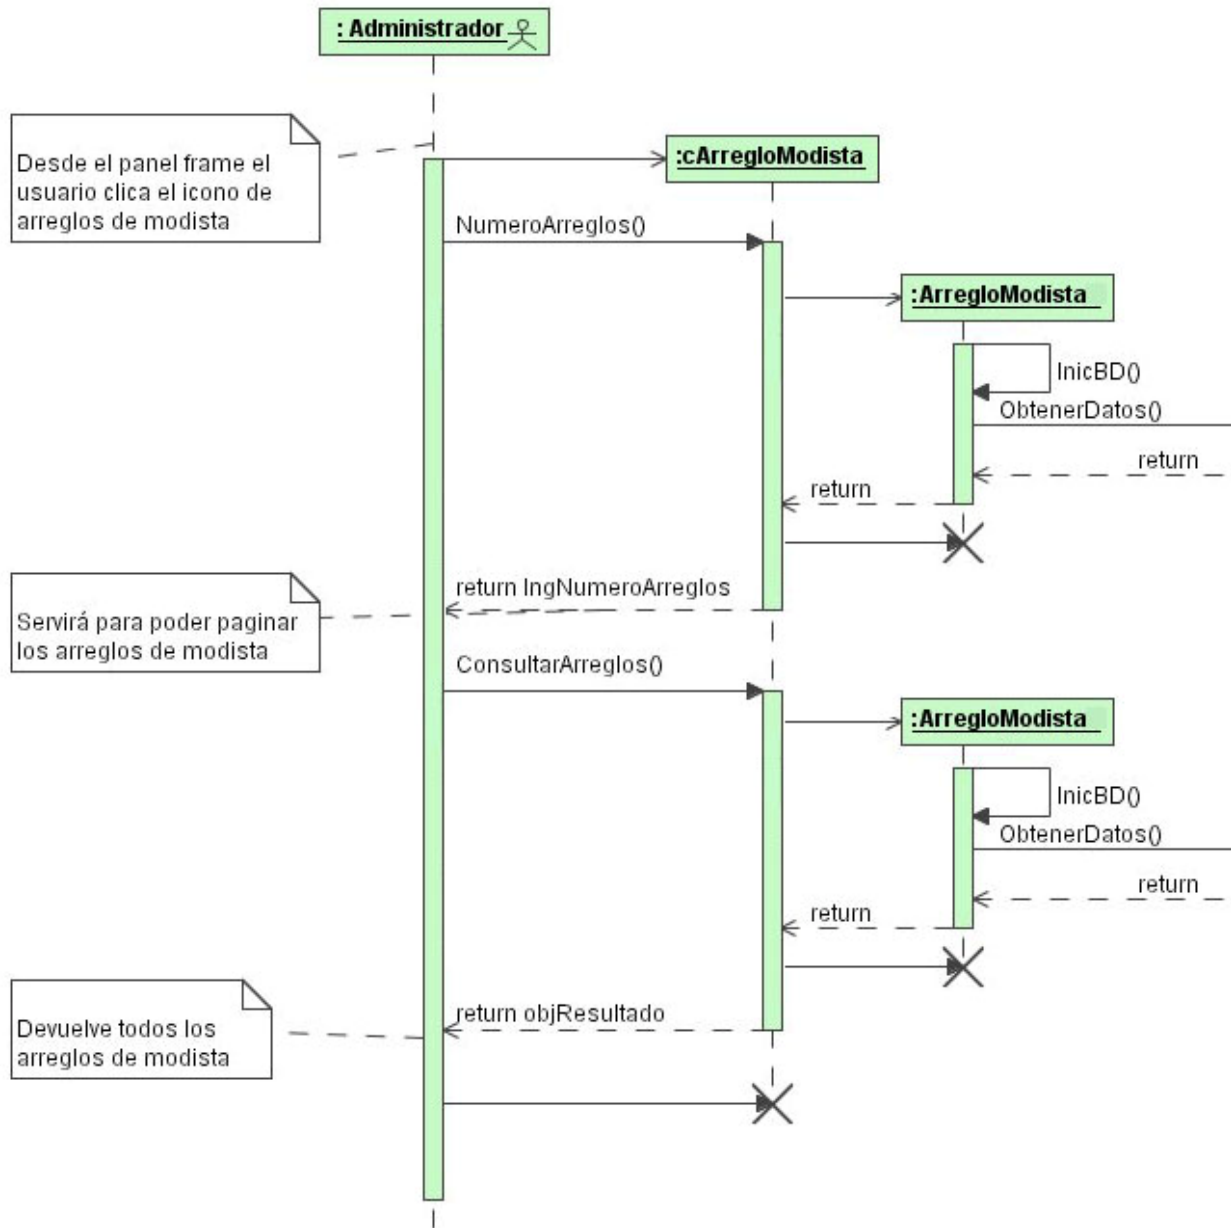 : Administrador
Desde el panel frame el
usuario clica el icono de
arreglos de modista
:cArregloModista
NumeroArreglos()
:ArregloModista
InicBD()
ObtenerDatos()
return
return
return lngNumeroArreglos
Servirá para poder paginar
los arreglos de modista
ConsultarArreglos()
:ArregloModista
InicBD()
ObtenerDatos()
return
return
return objResultado
Devuelve todos los
arreglos de modista